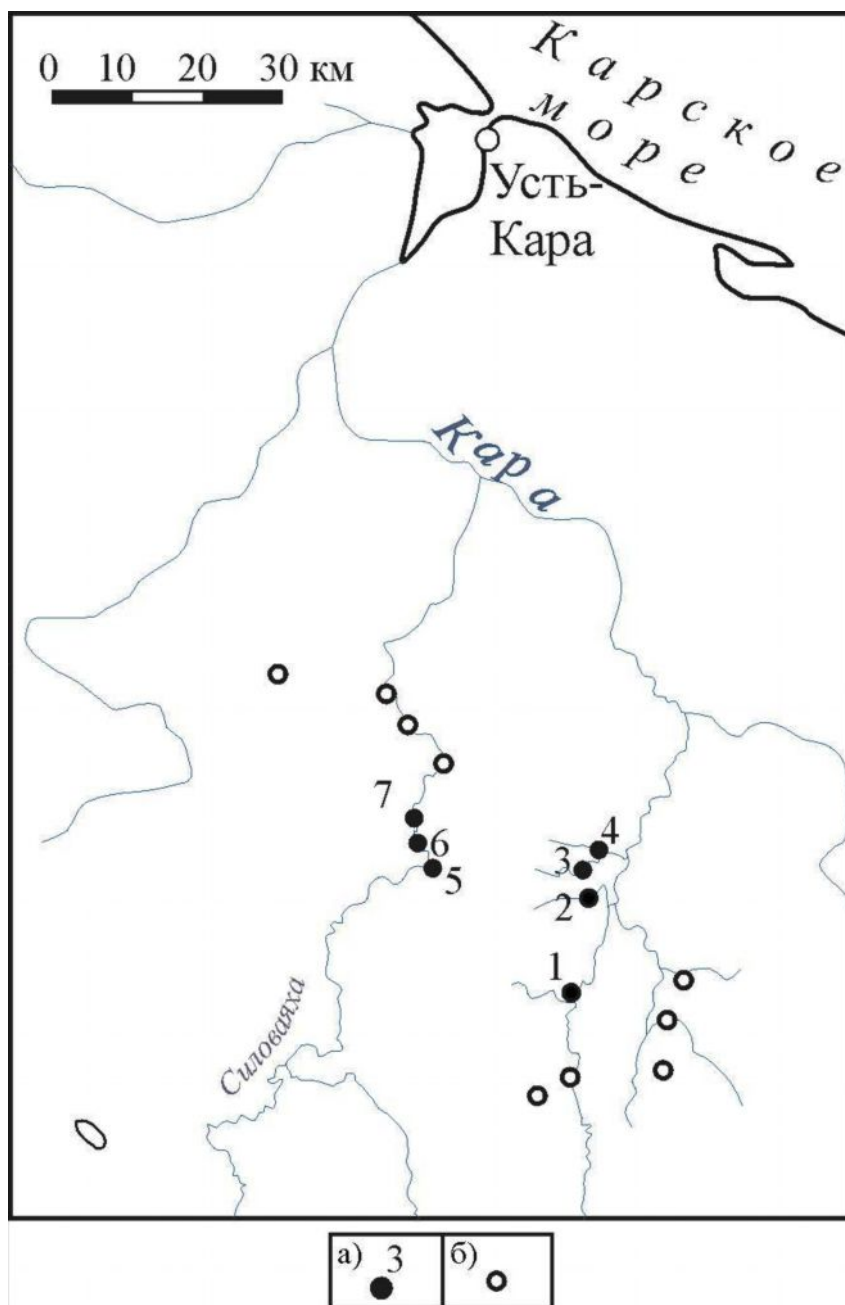 0 10 20 30 км
Карское
море
Усть-
Кара
Кара
7
6
5
4
3
2
1
Силоваяха
а) 3 б)